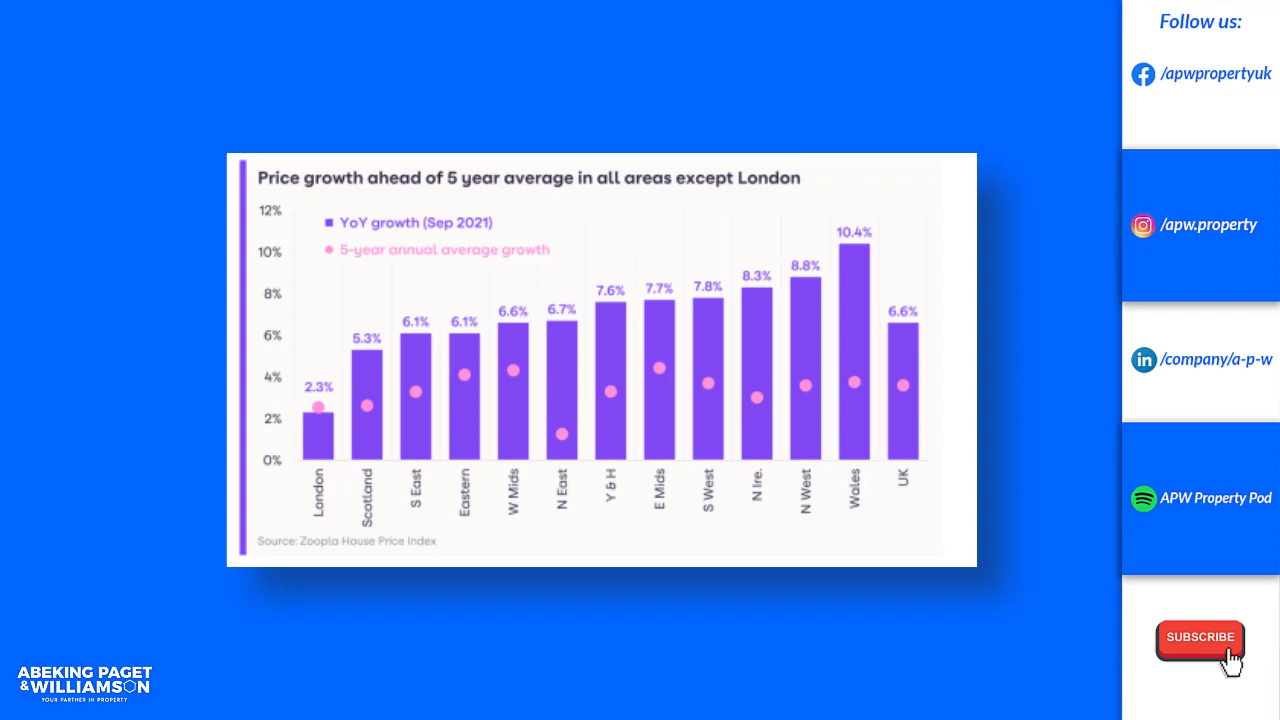 Follow us:
/apwpropertyuk
/apw.property
/company/a-p-w
APW Property Pod
SUBSCRIBE
Price growth ahead of 5 year average in all areas except London
YoY growth (Sep 2021)
5-year annual average growth
12%
10%
8%
6%
4%
2%
0%
2.3%
5.3%
6.1%
6.1%
6.6%
6.7%
7.6%
7.7%
7.8%
8.3%
8.8%
10.4%
6.6%
London
Scotland
S East
Eastern
W Mids
N East
Y & H
E Mids
S West
N Ire.
N West
Wales
UK
Source: Zoopla House Price Index
ABEKING PAGET
&WILLIAMSON
YOUR PARTNER IN PROPERTY